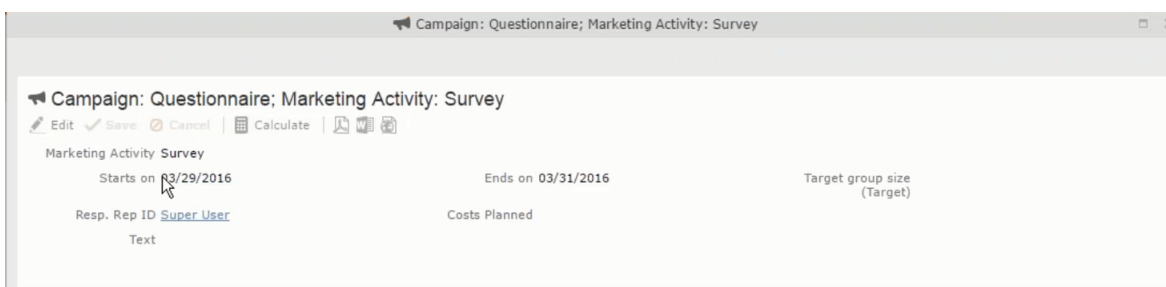 Campaign: Questionnaire; Marketing Activity: Survey
Campaign: Questionnaire; Marketing Activity: Survey
Edit Save Cancel Calculate
Marketing Activity Survey
Starts on 03/29/2016 Ends on 03/31/2016 Target group size
(Target)
Resp. Rep ID Super User Costs Planned
Text